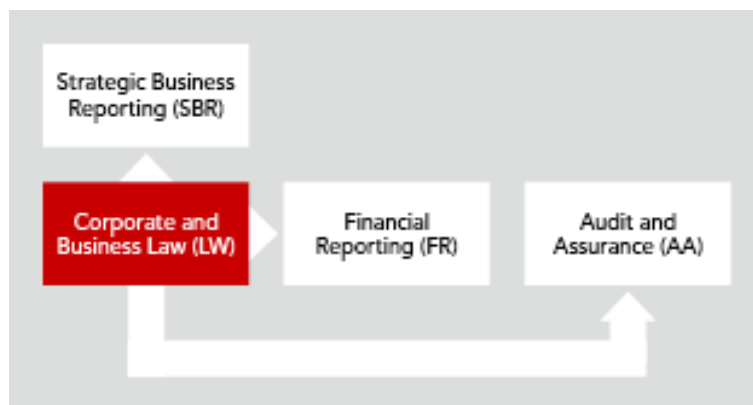 Strategic Business
Reporting (SBR)
Corporate and
Business Law (LW)
Financial
Reporting (FR)
Audit and
Assurance (AA)